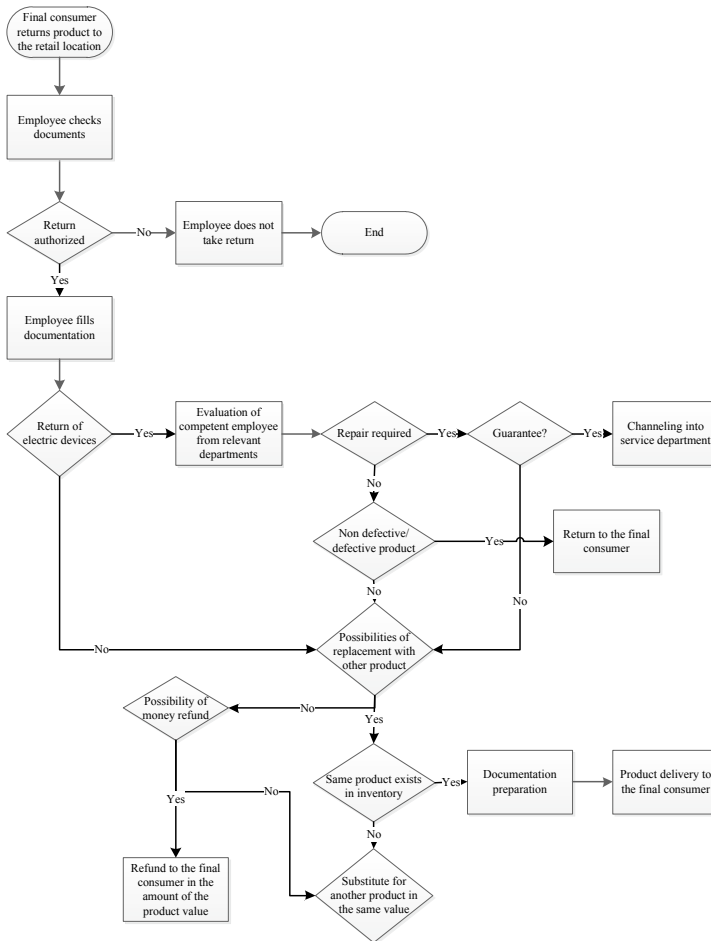 Final consumer
returns product to
the retail location
Employee checks
documents
Return
authorized
No
Employee does not
take return
End
Yes
Employee fills
documentation
Return of
electric devices
Yes
Evaluation of
competent employee
from relevant
departments
Repair required
Yes
Guarantee?
Yes
Channeling into
service department
No
Non defective/
defective product
Yes
Return to the final
consumer
No
No
No
Possibilities of
replacement with
other product
Possibility of
money refund
No
Yes
Same product exists
in inventory
Yes
Documentation
preparation
Product delivery to
the final consumer
Yes
No
No
Refund to the final
consumer in the
amount of the
product value
Substitute for
another product in
the same value